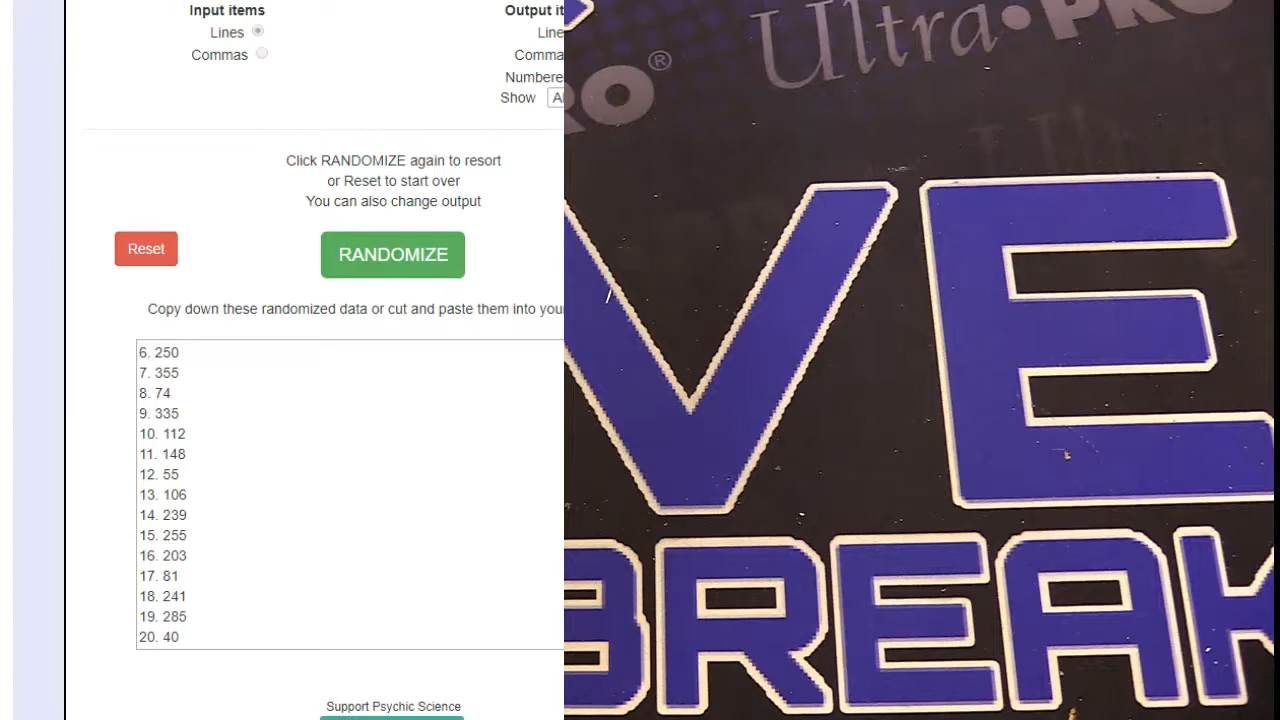 Input items
Lines
Commas
Output it
Line
Comma
Numbere
Show
Click RANDOMIZE again to resort
or Reset to start over
You can also change output
Reset
RANDOMIZE
Copy down these randomized data or cut and paste them into you
6. 250
7. 355
8. 74
9. 335
10. 112
11. 148
12. 55
13. 106
14. 239
15. 255
16. 203
17. 81
18. 241
19. 285
20. 40
Support Psychic Science
Ultra•PRO
RO®
VE
BREAK